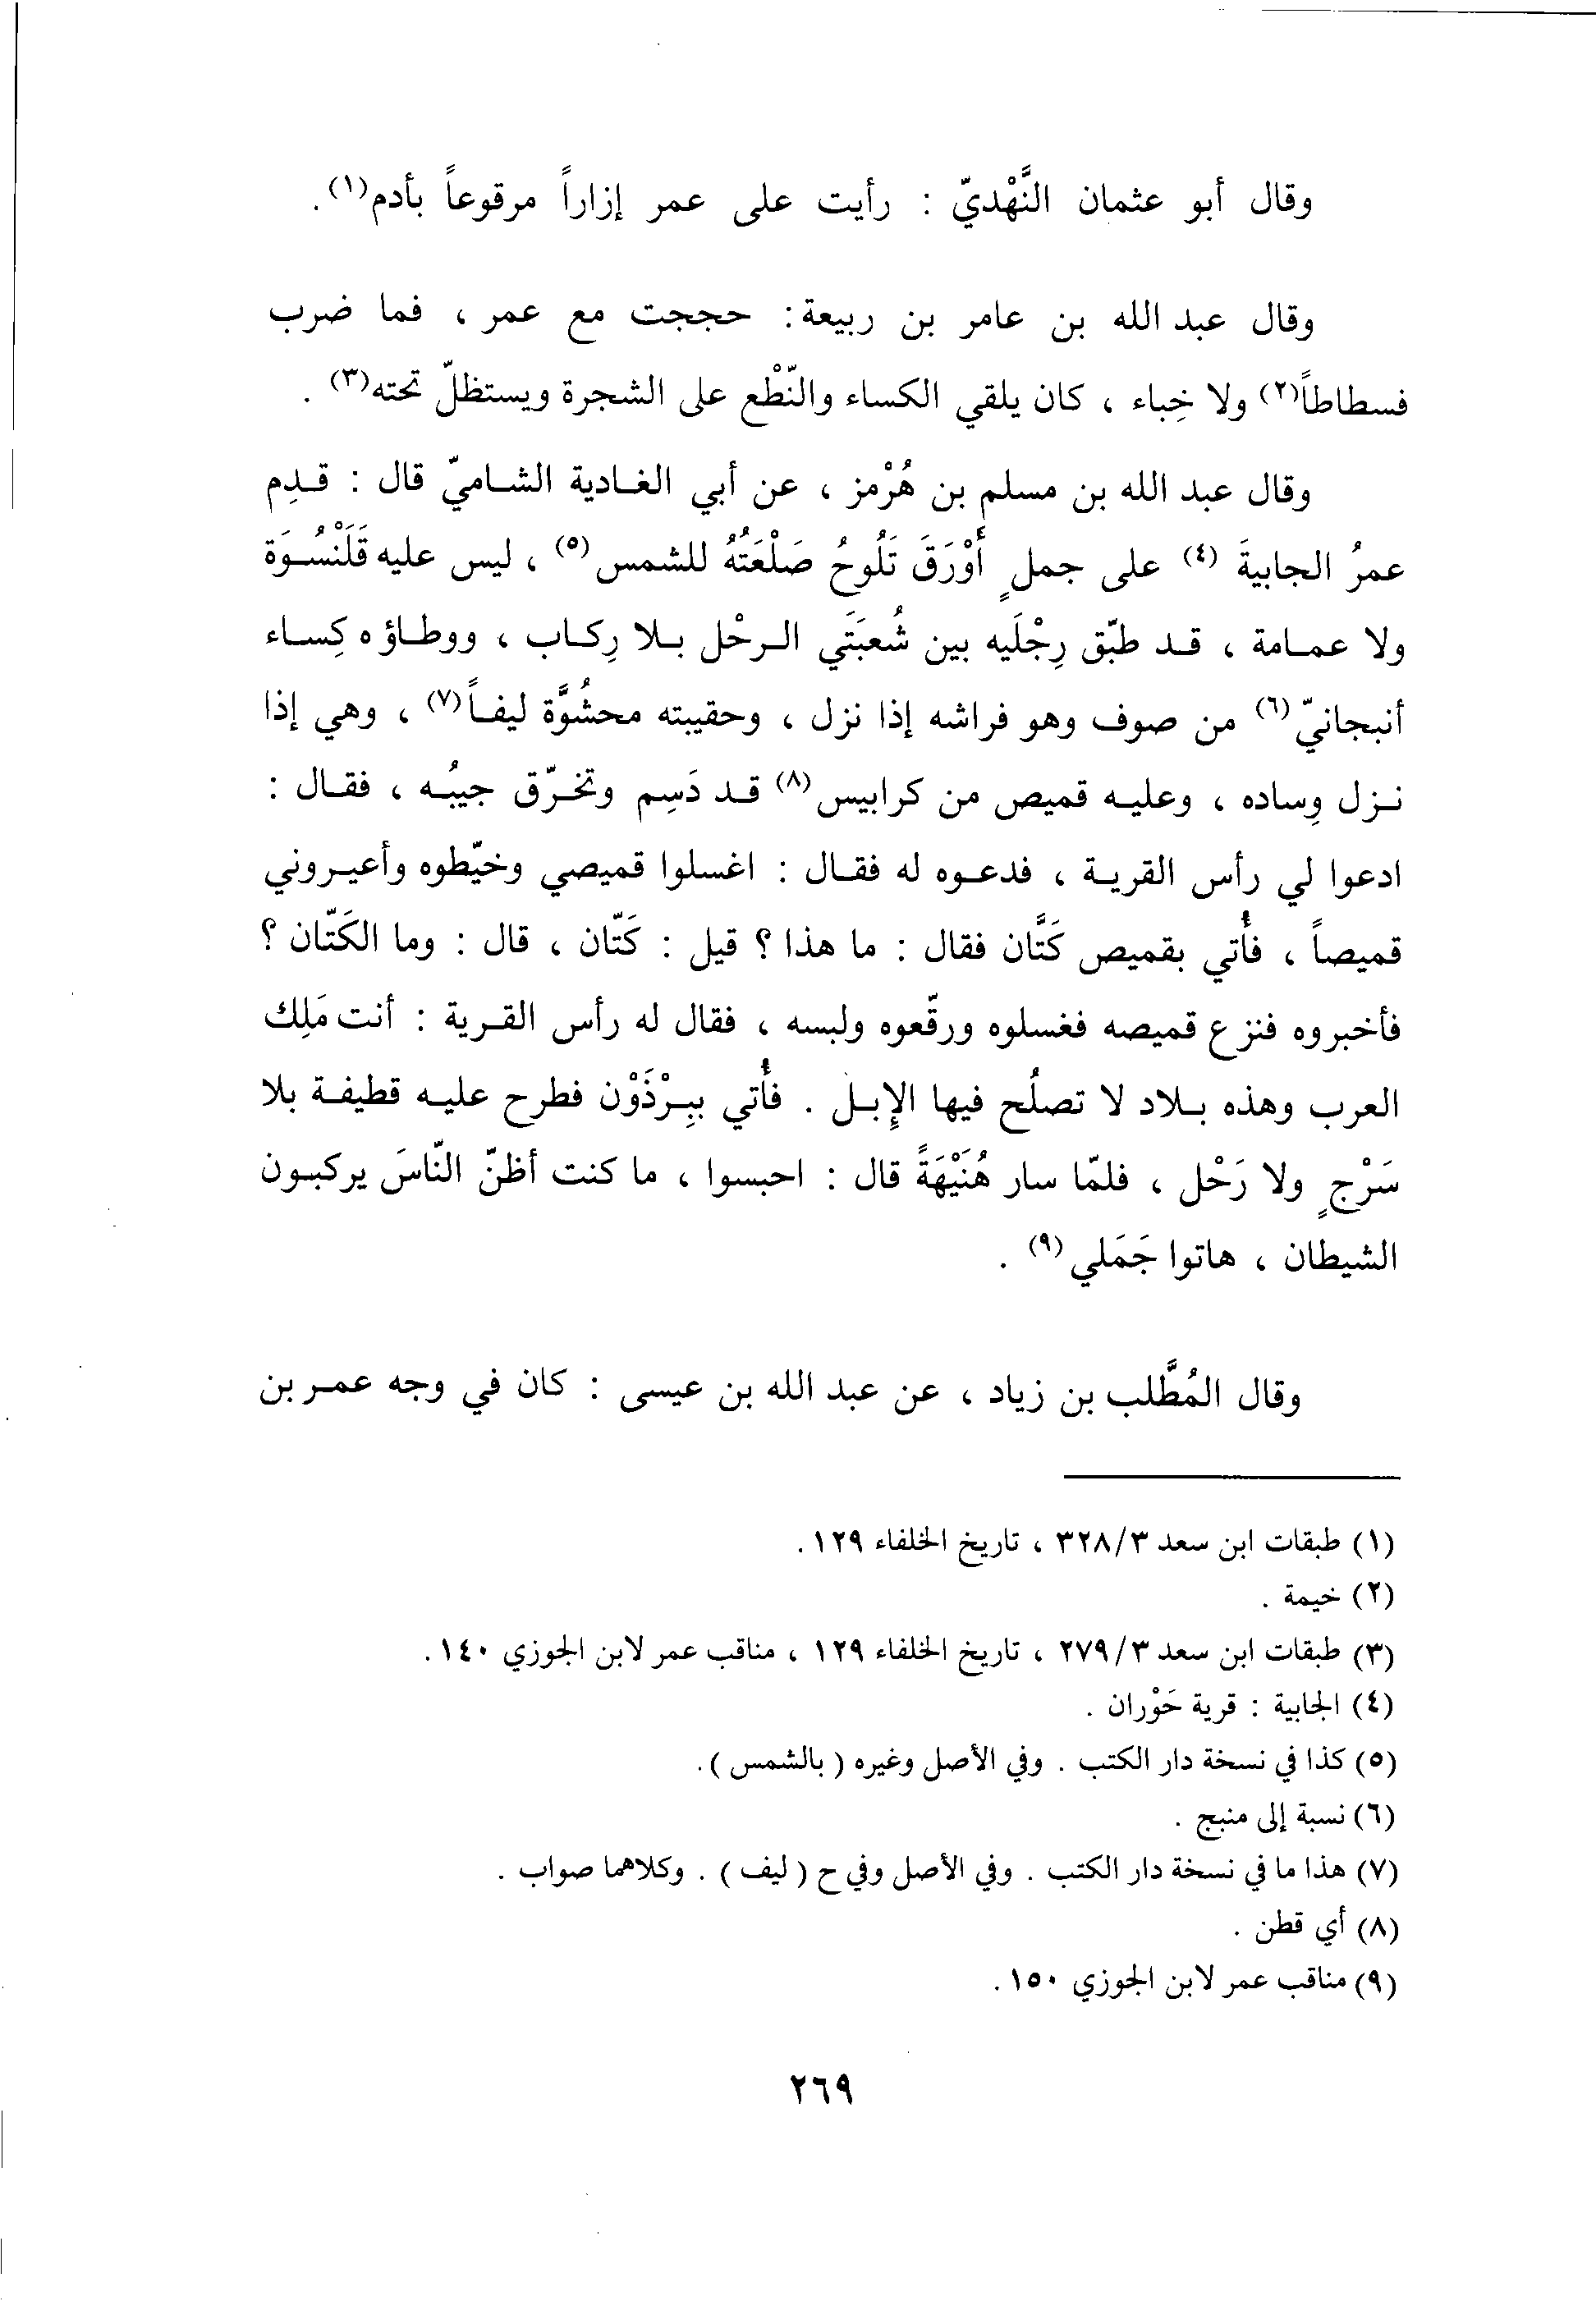 وقال أبو عثمان النَّهْديّ : رأيت على عمر إزاراً مرقوعاً بأدم(١) .
وقال عبد الله بن عامر بن ربيعة: حججت مع عمر ، فما ضرب
فسطاطاً(٢) ولا خِباء ، كان يلقي الكساء والنّطْع على الشجرة ويستظلّ تحته(٣) .
وقال عبد الله بن مسلم بن هُرْمز ، عن أبي الغادية الشاميّ قال : قدِم
عمرُ الجابيةَ (٤) على جملٍ أَوْرَقَ تَلُوحُ صَلْعَتُهُ للشمس(٥) ، ليس عليه قَلَنْسُوَة
ولا عمامة ، قد طبّق رِجْلَيه بين شُعبَتَي الرحْل بلا رِكاب ، ووطاؤه كِساء
أنبجانيّ(٦) من صوف وهو فراشه إذا نزل ، وحقيبته محشُوَّة ليفاً(٧) ، وهي إذا
نزل وِساده ، وعليه قميص من كرابيس(٨) قد دَسِم وتخرّق جيبُه ، فقال :
ادعوا لي رأس القرية ، فدعوه له فقال : اغسلوا قميصي وخيّطوه وأعيروني
قميصاً ، فأُتي بقميص كَتَّان فقال : ما هذا ؟ قيل : كَتّان ، قال : وما الكَتّان ؟
فأخبروه فنزع قميصه فغسلوه ورقّعوه ولبسه ، فقال له رأس القرية : أنت مَلِك
العرب وهذه بلاد لا تصلُح فيها الإبل . فأُتي ببِرْذَوْن فطرح عليه قطيفة بلا
سَرْجٍ ولا رَحْل ، فلمّا سار هُنَيْهَةً قال : احبسوا ، ما كنت أظنّ النّاسَ يركبون
الشيطان ، هاتوا جَمَلي(٩) .
وقال المُطَّلب بن زياد ، عن عبد الله بن عيسى : كان في وجه عمر بن
(١) طبقات ابن سعد ٣/٣٢٨ ، تاريخ الخلفاء ١٢٩ .
(٢) خيمة .
(٣) طبقات ابن سعد ٣/٢٧٩ ، تاريخ الخلفاء ١٢٩ ، مناقب عمر لابن الجوزي ١٤٠ .
(٤) الجابية : قرية حَوْران .
(٥) كذا في نسخة دار الكتب . وفي الأصل وغيره ( بالشمس ) .
(٦) نسبة إلى منبج .
(٧) هذا ما في نسخة دار الكتب . وفي الأصل وفي ح ( ليف ) . وكلاهما صواب .
(٨) أي قطن .
(٩) مناقب عمر لابن الجوزي ١٥٠ .
٢٦٩